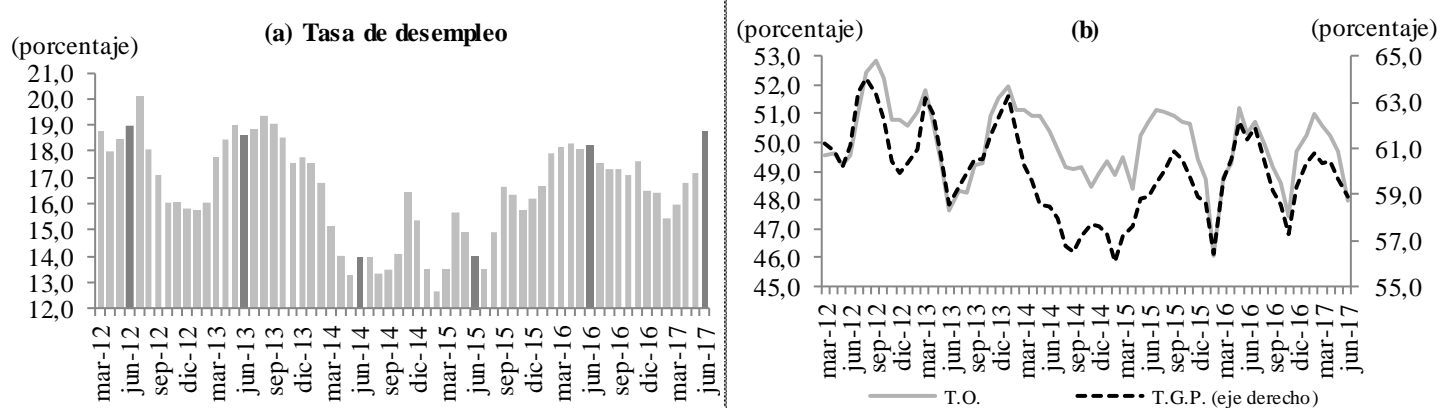 (a) Tasa de desempleo
(porcentaje)
21,0
20,0
19,0
18,0
17,0
16,0
15,0
14,0
13,0
12,0
mar-12
jun-12
sep-12
dic-12
mar-13
jun-13
sep-13
dic-13
mar-14
jun-14
sep-14
dic-14
mar-15
jun-15
sep-15
dic-15
mar-16
jun-16
sep-16
dic-16
mar-17
jun-17
(b)
(porcentaje)
(porcentaje)
53,0
52,0
51,0
50,0
49,0
48,0
47,0
46,0
45,0
65,0
63,0
61,0
59,0
57,0
55,0
mar-12
jun-12
sep-12
dic-12
mar-13
jun-13
sep-13
dic-13
mar-14
jun-14
sep-14
dic-14
mar-15
jun-15
sep-15
dic-15
mar-16
jun-16
sep-16
dic-16
mar-17
jun-17
T.O.
T.G.P. (eje derecho)